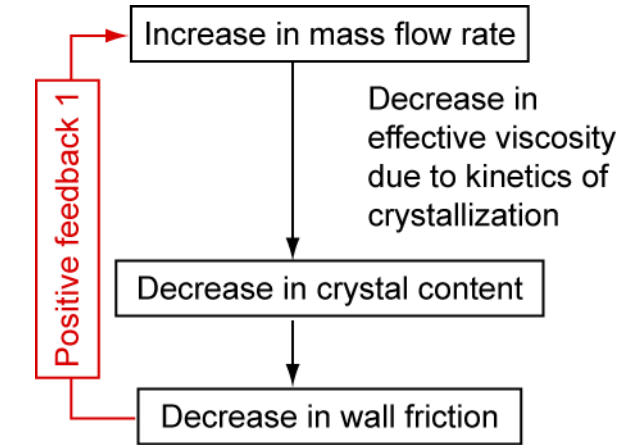 Increase in mass flow rate
Decrease in
effective viscosity
due to kinetics of
crystallization
Positive feedback 1
Decrease in crystal content
Decrease in wall friction